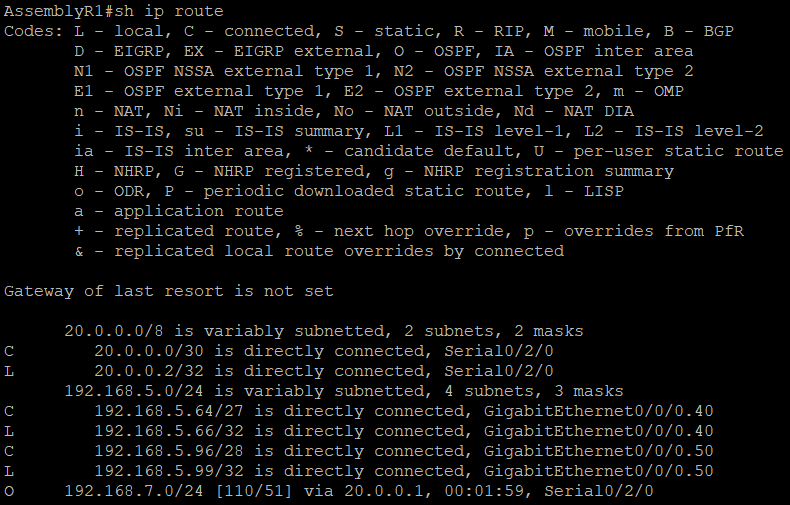 AssemblyR1#sh ip route
Codes: L - local, C - connected, S - static, R - RIP, M - mobile, B - BGP
       D - EIGRP, EX - EIGRP external, O - OSPF, IA - OSPF inter area
       N1 - OSPF NSSA external type 1, N2 - OSPF NSSA external type 2
       E1 - OSPF external type 1, E2 - OSPF external type 2, m - OMP
       n - NAT, Ni - NAT inside, No - NAT outside, Nd - NAT DIA
       i - IS-IS, su - IS-IS summary, L1 - IS-IS level-1, L2 - IS-IS level-2
       ia - IS-IS inter area, * - candidate default, U - per-user static route
       H - NHRP, G - NHRP registered, g - NHRP registration summary
       o - ODR, P - periodic downloaded static route, l - LISP
       a - application route
       + - replicated route, % - next hop override, p - overrides from PfR
       & - replicated local route overrides by connected

Gateway of last resort is not set

      20.0.0.0/8 is variably subnetted, 2 subnets, 2 masks
C        20.0.0.0/30 is directly connected, Serial0/2/0
L        20.0.0.2/32 is directly connected, Serial0/2/0
      192.168.5.0/24 is variably subnetted, 4 subnets, 3 masks
C        192.168.5.64/27 is directly connected, GigabitEthernet0/0/0.40
L        192.168.5.66/32 is directly connected, GigabitEthernet0/0/0.40
C        192.168.5.96/28 is directly connected, GigabitEthernet0/0/0.50
L        192.168.5.99/32 is directly connected, GigabitEthernet0/0/0.50
O     192.168.7.0/24 [110/51] via 20.0.0.1, 00:01:59, Serial0/2/0